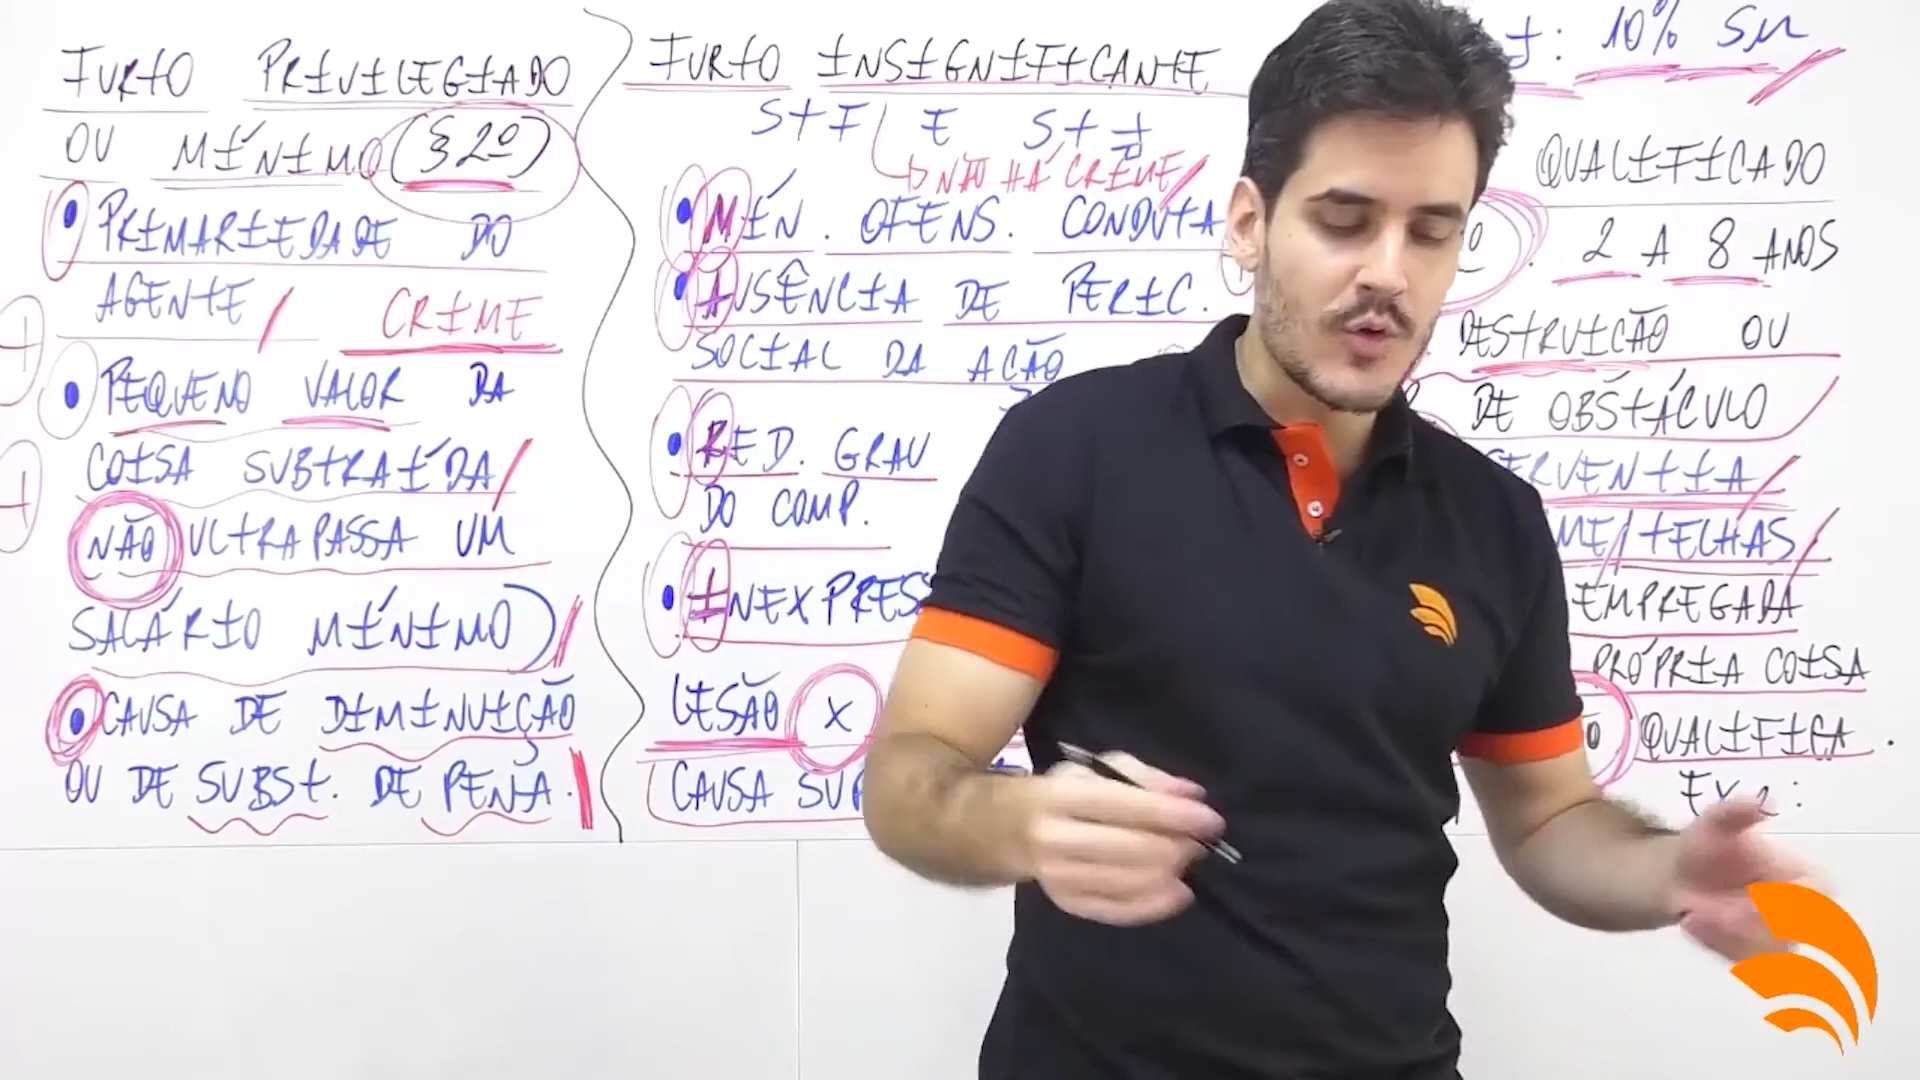 FURTO PRIVILEGIADO
OU MÍNIMO (§2º)
PRIMARIEDADE DO
AGENTE / CRIME
+
PEQUENO VALOR DA
COISA SUBTRAÍDA /
+
NÃO ULTRAPASSA UM
SALÁRIO MÍNIMO) /
CAUSA DE DIMINUIÇÃO
OU DE SUBST. DE PENA.
FURTO INSIGNIFICANTE
STF E STJ
NÃO HÁ CRIME /
MÍN. OFENS. CONDUTA
AUSÊNCIA DE PERIC.
SOCIAL DA AÇÃO
RED. GRAU
DO COMP.
LESÃO X
CAUSA
: 10% SM
QUALIFICADO
2 A 8 ANOS
DESTRUIÇÃO OU
DE OBSTÁCULO
/ TELHAS /
EMPREGADA
PRÓPRIA COISA
QUALIFICA.